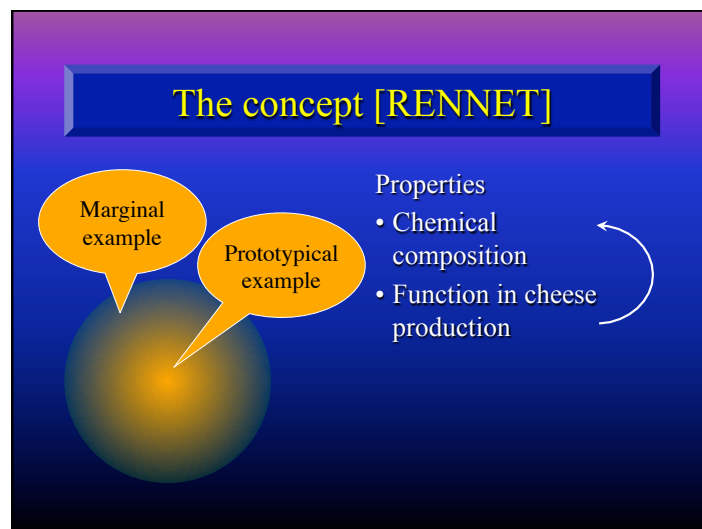 The concept [RENNET]
Marginal
example
Prototypical
example
Properties
• Chemical
composition
• Function in cheese
production